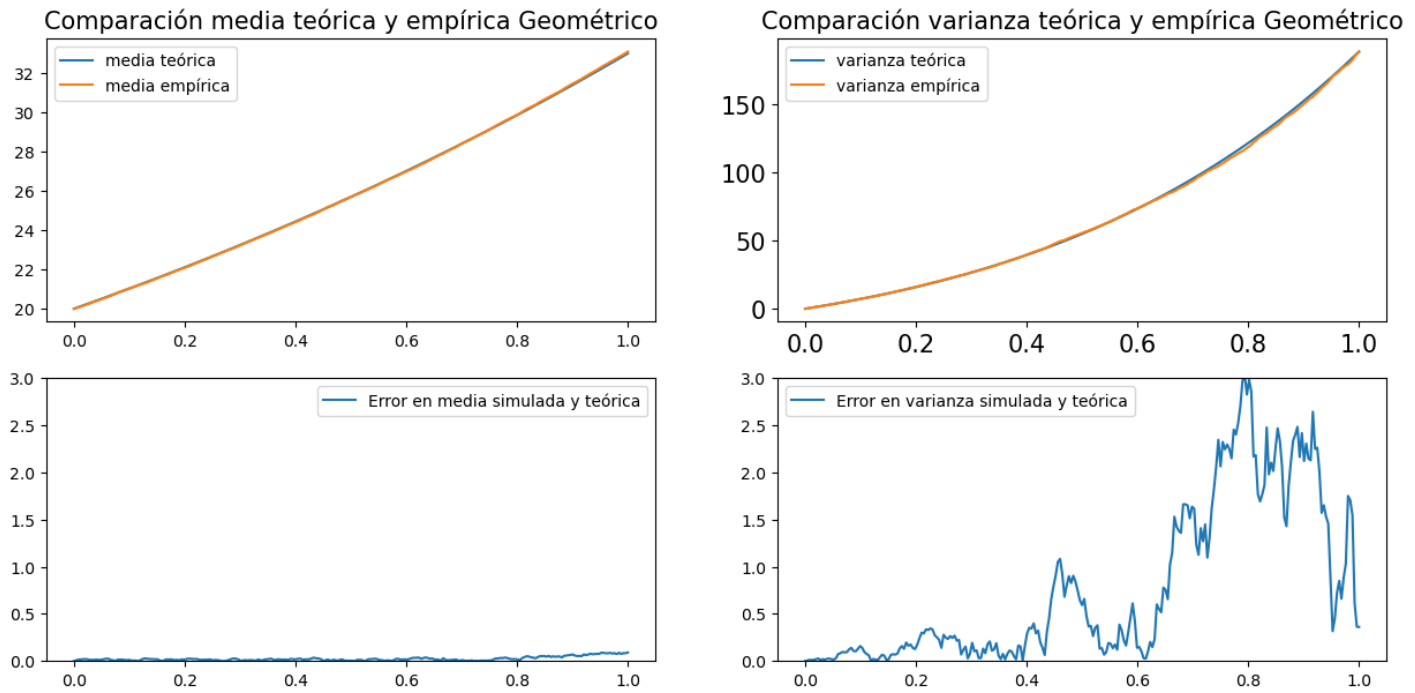 Comparación media teórica y empírica Geométrico
media teórica
media empírica
32
30
28
26
24
22
20
0.0 0.2 0.4 0.6 0.8 1.0
Comparación varianza teórica y empírica Geométrico
varianza teórica
varianza empírica
150
100
50
0
0.0 0.2 0.4 0.6 0.8 1.0
Error en media simulada y teórica
3.0
2.5
2.0
1.5
1.0
0.5
0.0
0.0 0.2 0.4 0.6 0.8 1.0
Error en varianza simulada y teórica
3.0
2.5
2.0
1.5
1.0
0.5
0.0
0.0 0.2 0.4 0.6 0.8 1.0